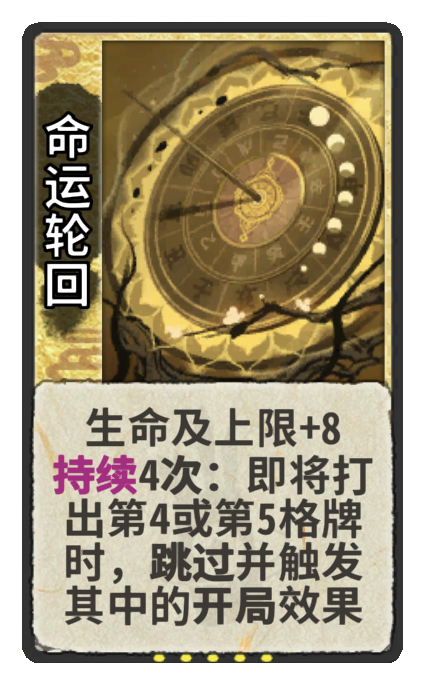 命运轮回
生命及上限+8
持续4次：即将打
出第4或第5格牌
时，跳过并触发
其中的开局效果